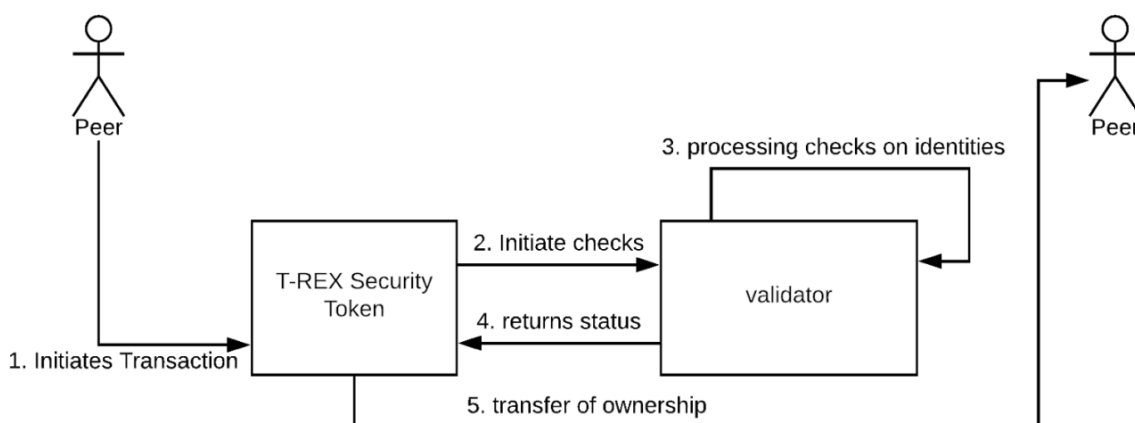 Peer
Peer
3. processing checks on identities
2. Initiate checks
T-REX Security
Token
validator
4. returns status
1. Initiates Transaction
5. transfer of ownership